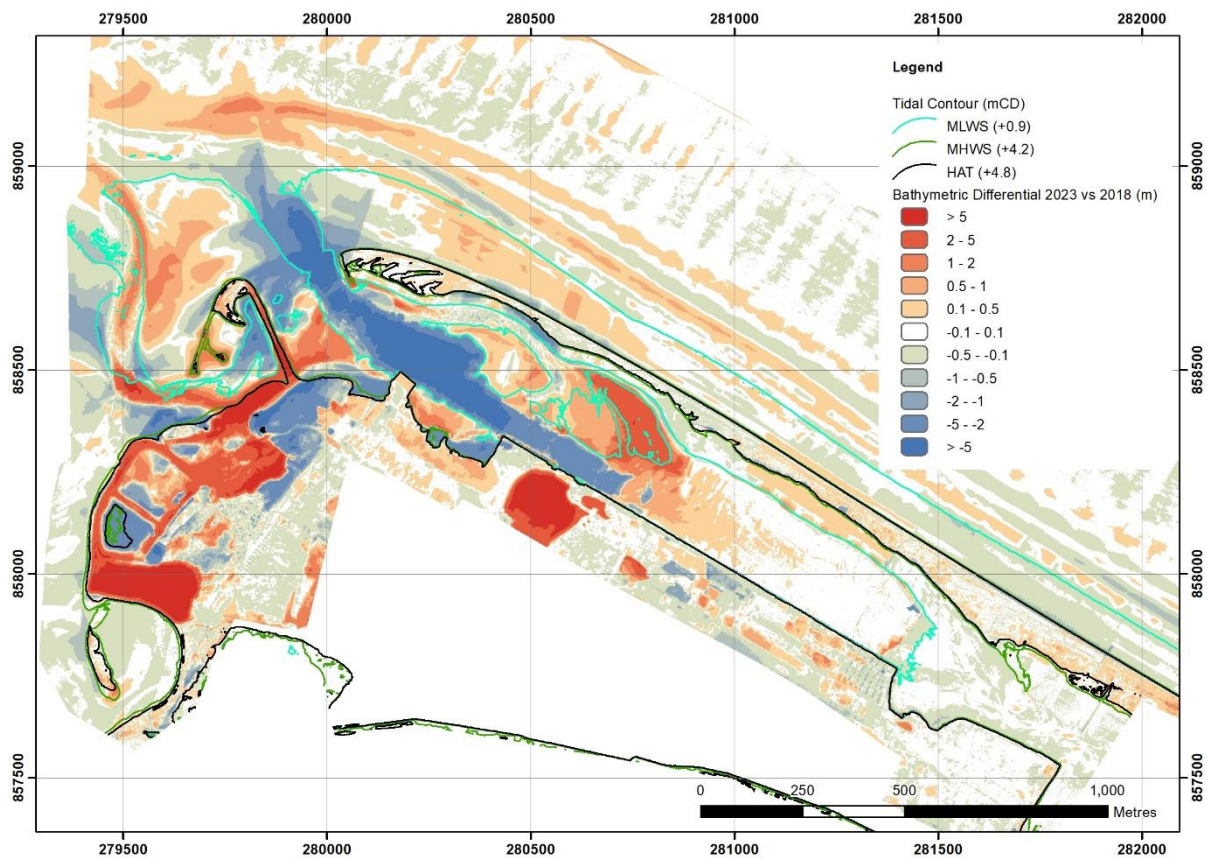 279500 280000 280500 281000 281500 282000
Legend
Tidal Contour (mCD)
MLWS (+0.9)
MHWS (+4.2)
HAT (+4.8)
Bathymetric Differential 2023 vs 2018 (m)
> 5
2 - 5
1 - 2
0.5 - 1
0.1 - 0.5
-0.1 - 0.1
-0.5 - -0.1
-1 - -0.5
-2 - -1
-5 - -2
> -5
859000 859000
858500 858500
858000 858000
857500 857500
0 250 500 1,000
Metres
279500 280000 280500 281000 281500 282000